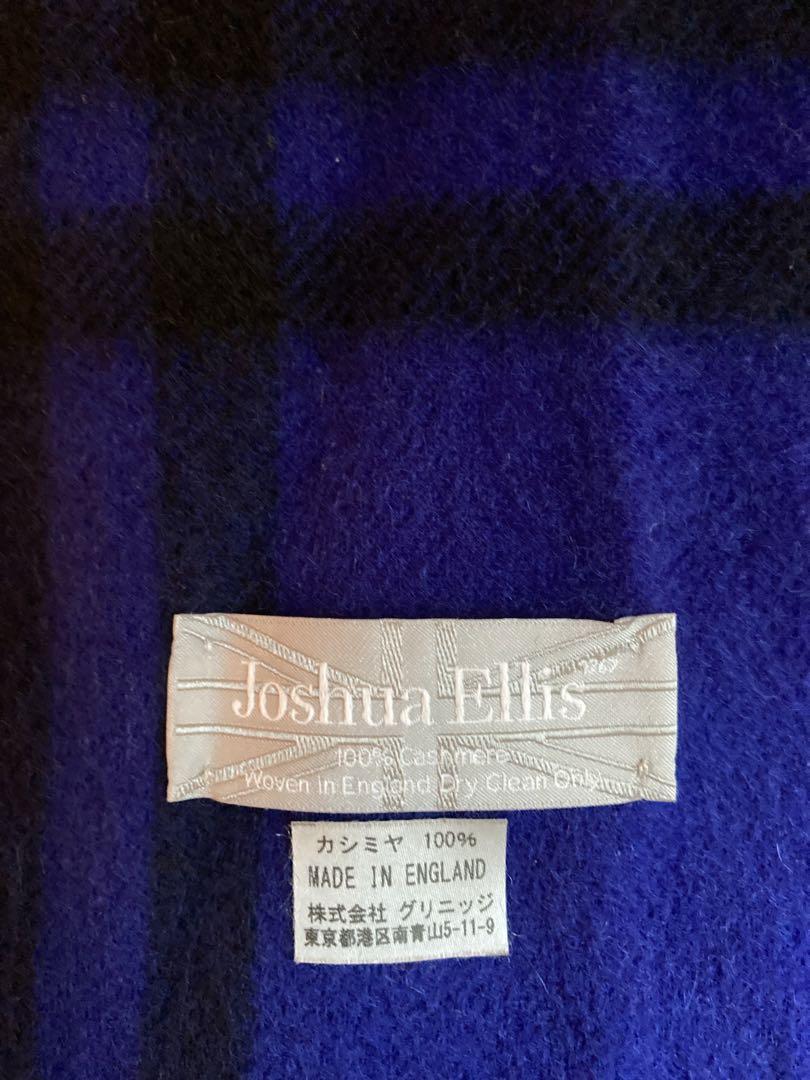 Joshua Ellis
100% Cashmere
Woven in England Dry Clean Only
カシミヤ 100%
MADE IN ENGLAND
株式会社 グリニッジ
東京都港区南青山5-11-9